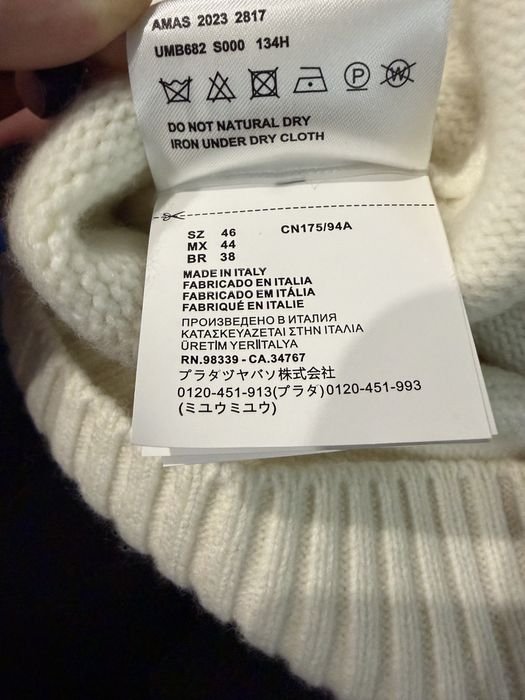 AMAS 2023 2817
UMB682 S000 134H
DO NOT NATURAL DRY
IRON UNDER DRY CLOTH
SZ 46 CN175/94A
MX 44
BR 38
MADE IN ITALY
FABRICADO EN ITALIA
FABRICADO EM ITÁLIA
FABRIQUÉ EN ITALIE
ПРОИЗВЕДЕНО В ИТАЛИЯ
ΚΑΤΑΣΚΕΥΑΖΕΤΑΙ ΣΤΗΝ ΙΤΑΛΙΑ
ÜRETİM YERİİTALYA
RN.98339 - CA.34767
プラダツヤバソ株式会社
0120-451-913(プラダ)0120-451-993
(ミユウミユウ)